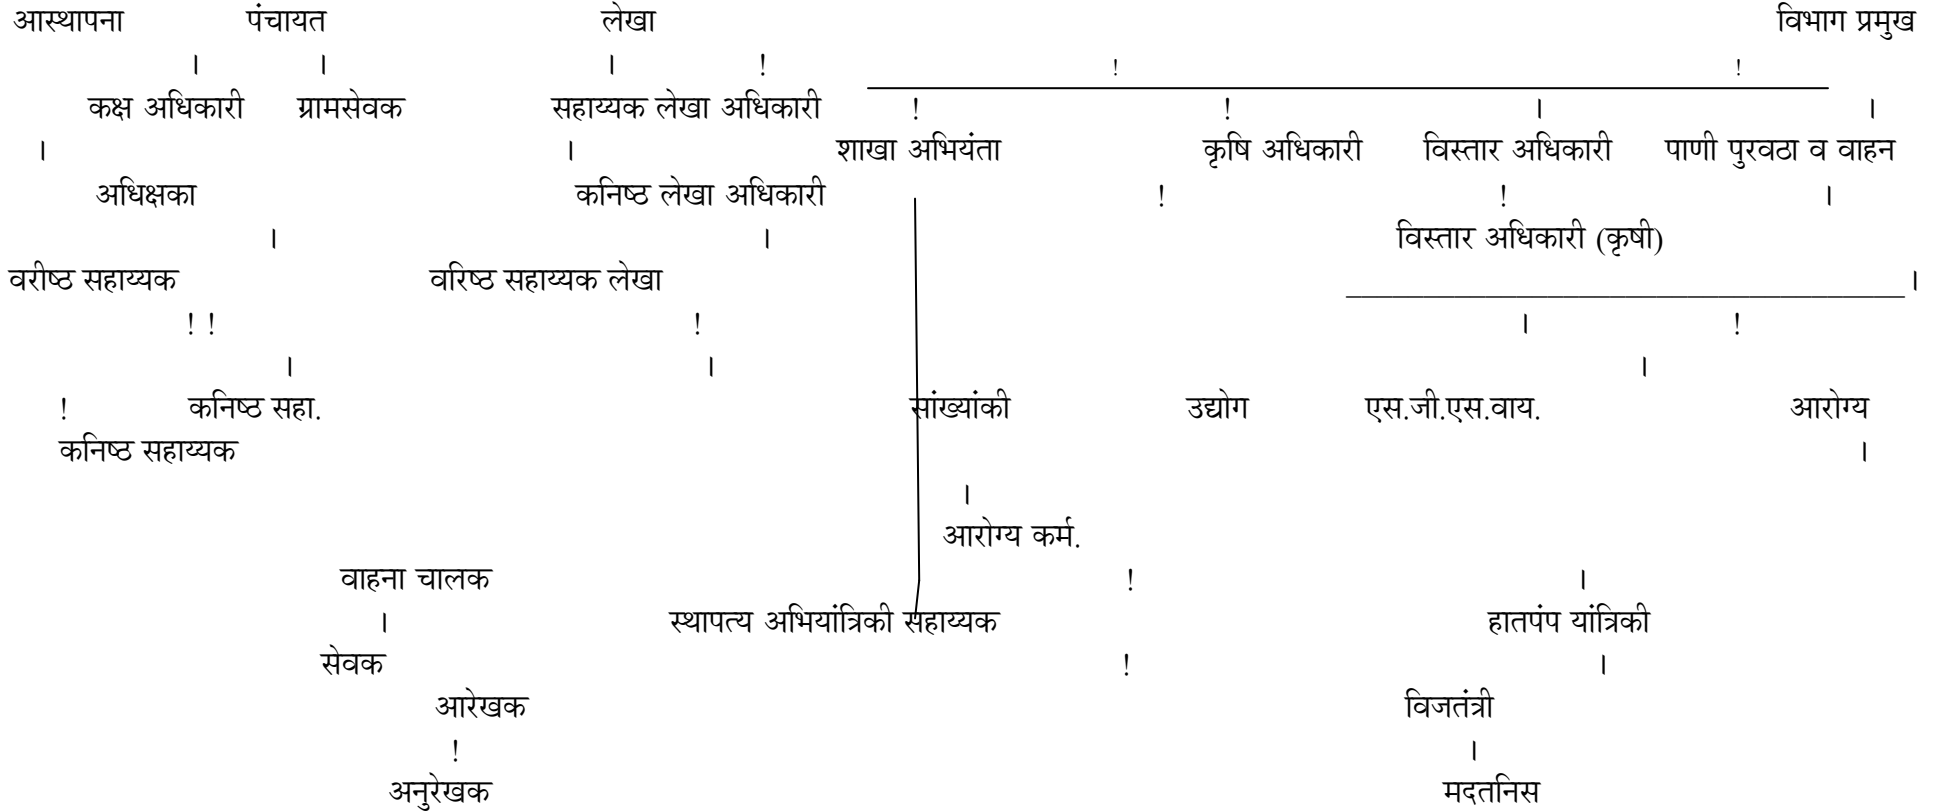 आस्थापना पंचायत लेखा विभाग प्रमुख
। । । ! ! !
कक्ष अधिकारी ग्रामसेवक सहाय्यक लेखा अधिकारी ! ! । ।
। । शाखा अभियंता कृषि अधिकारी विस्तार अधिकारी पाणी पुरवठा व वाहन
अधिक्षका कनिष्ठ लेखा अधिकारी ! ! ।
। । विस्तार अधिकारी (कृषी)
वरीष्ठ सहाय्यक वरिष्ठ सहाय्यक लेखा ____________________________________।
! ! ! । !
। । ।
! कनिष्ठ सहा. सांख्यांकी उद्योग एस.जी.एस.वाय. आरोग्य
कनिष्ठ सहाय्यक ।
।
आरोग्य कर्म.
वाहना चालक ! ।
। स्थापत्य अभियांत्रिकी सहाय्यक हातपंप यांत्रिकी
सेवक ! ।
आरेखक विजतंत्री
! ।
अनुरेखक मदतनिस